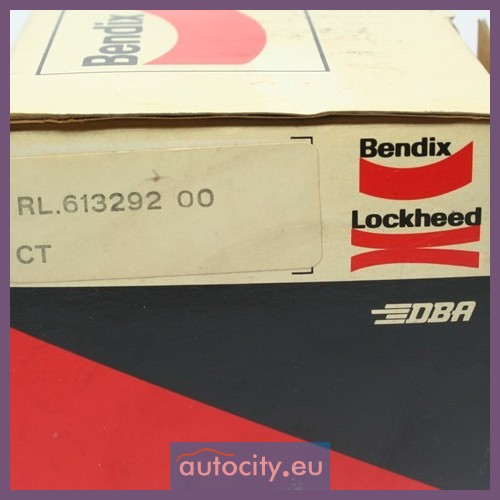 Bendix
Bendix
RL.613292 00
Lockheed
CT
DBA
autocity.eu